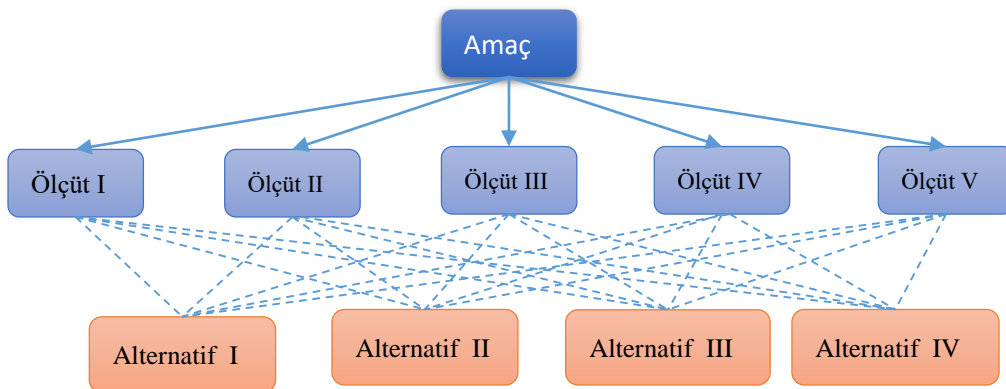 Amaç
Ölçüt I
Ölçüt II
Ölçüt III
Ölçüt IV
Ölçüt V
Alternatif I
Alternatif II
Alternatif III
Alternatif IV